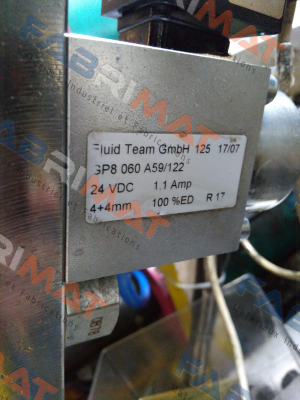 Fluid Team GmbH 125 17/07
GP8 060 A59/122
24 VDC 1.1 Amp
4+4mm 100 %ED R 17
FABRIMAT